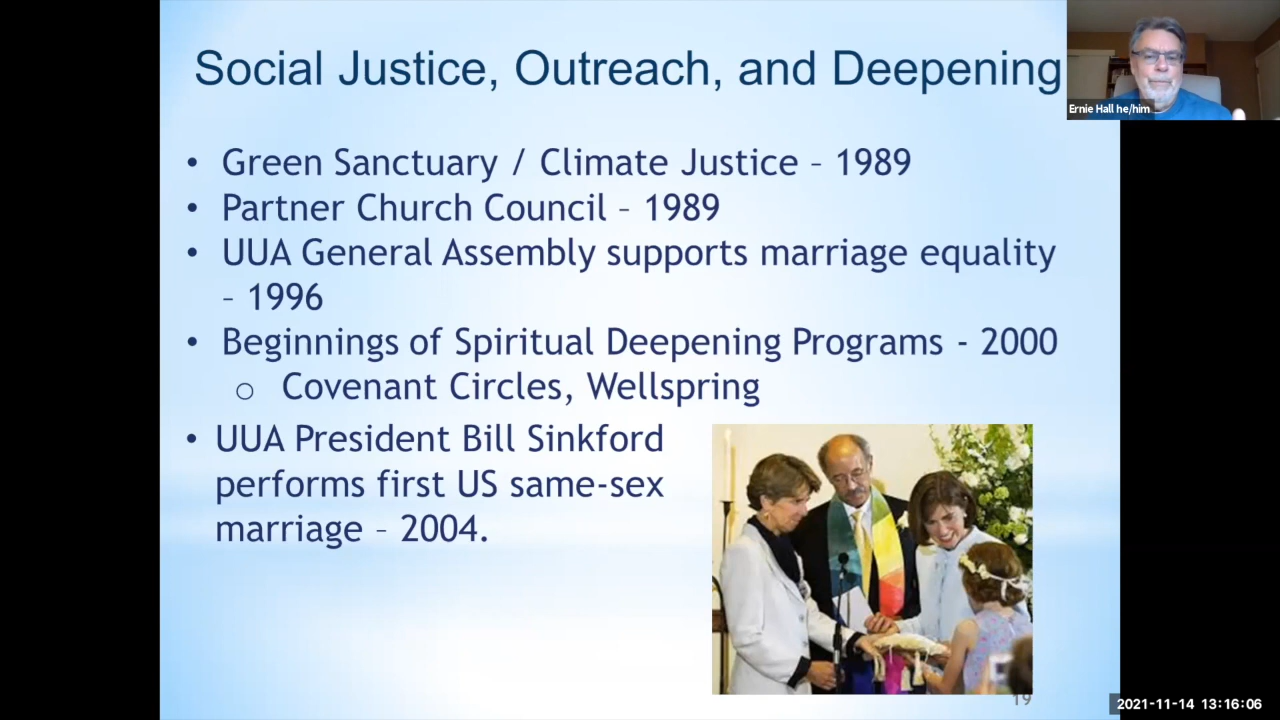 Social Justice, Outreach, and Deepening
Ernie Hall he/him
• Green Sanctuary / Climate Justice – 1989
• Partner Church Council – 1989
• UUA General Assembly supports marriage equality
– 1996
• Beginnings of Spiritual Deepening Programs - 2000
o Covenant Circles, Wellspring
• UUA President Bill Sinkford
performs first US same-sex
marriage – 2004.
19
2021-11-14 13:16:06